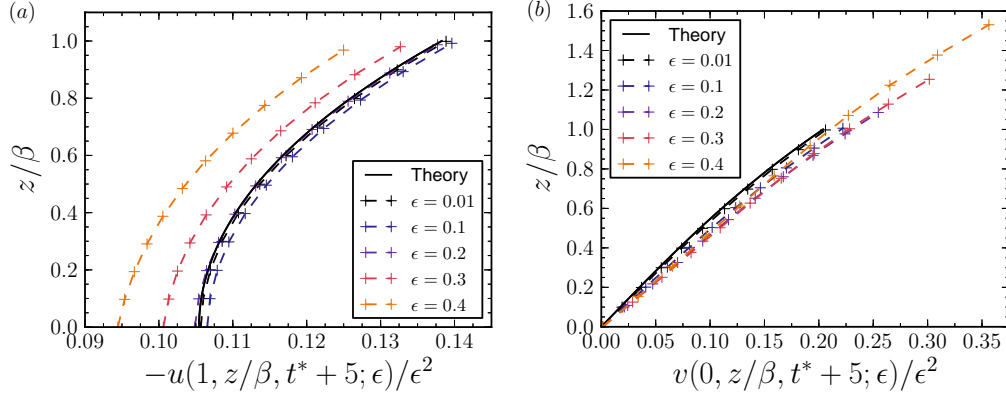 (a)
z/β
1.0
0.8
0.6
0.4
0.2
0.0
0.09 0.10 0.11 0.12 0.13 0.14
−u(1, z/β, t* + 5; ϵ)/ϵ²
Theory
ϵ = 0.01
ϵ = 0.1
ϵ = 0.2
ϵ = 0.3
ϵ = 0.4
(b)
z/β
1.6
1.4
1.2
1.0
0.8
0.6
0.4
0.2
0.0
0.00 0.05 0.10 0.15 0.20 0.25 0.30 0.35
v(0, z/β, t* + 5; ϵ)/ϵ²
Theory
ϵ = 0.01
ϵ = 0.1
ϵ = 0.2
ϵ = 0.3
ϵ = 0.4